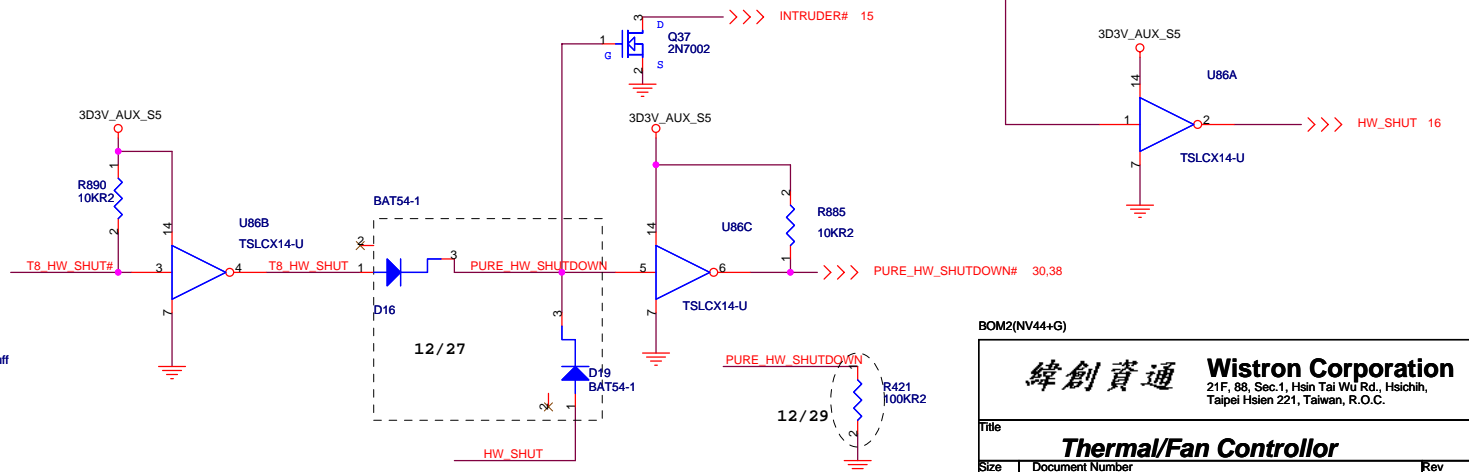 3
D
INTRUDER# 15
1
Q37
2N7002
G
S
2
3D3V_AUX_S5
14
U86A
1
2
HW_SHUT 16
7
TSLCX14-U
3D3V_AUX_S5
1
R890
10KR2
2
14
U86B
TSLCX14-U
T8_HW_SHUT#
3
4
T8_HW_SHUT
7
BAT54-1
2
1
3
D16
12/27
PURE_HW_SHUTDOWN
3
D19
BAT54-1
2
1
HW_SHUT
3D3V_AUX_S5
14
U86C
5
6
7
TSLCX14-U
2
R885
10KR2
1
PURE_HW_SHUTDOWN# 30,38
PURE_HW_SHUTDOWN
1
R421
100KR2
12/29
2
BOM2(NV44+G)
緯創資通
Wistron Corporation
21F, 88, Sec.1, Hsin Tai Wu Rd., Hsichih,
Taipei Hsien 221, Taiwan, R.O.C.
Title
Thermal/Fan Controllor
Size
Document Number
Rev